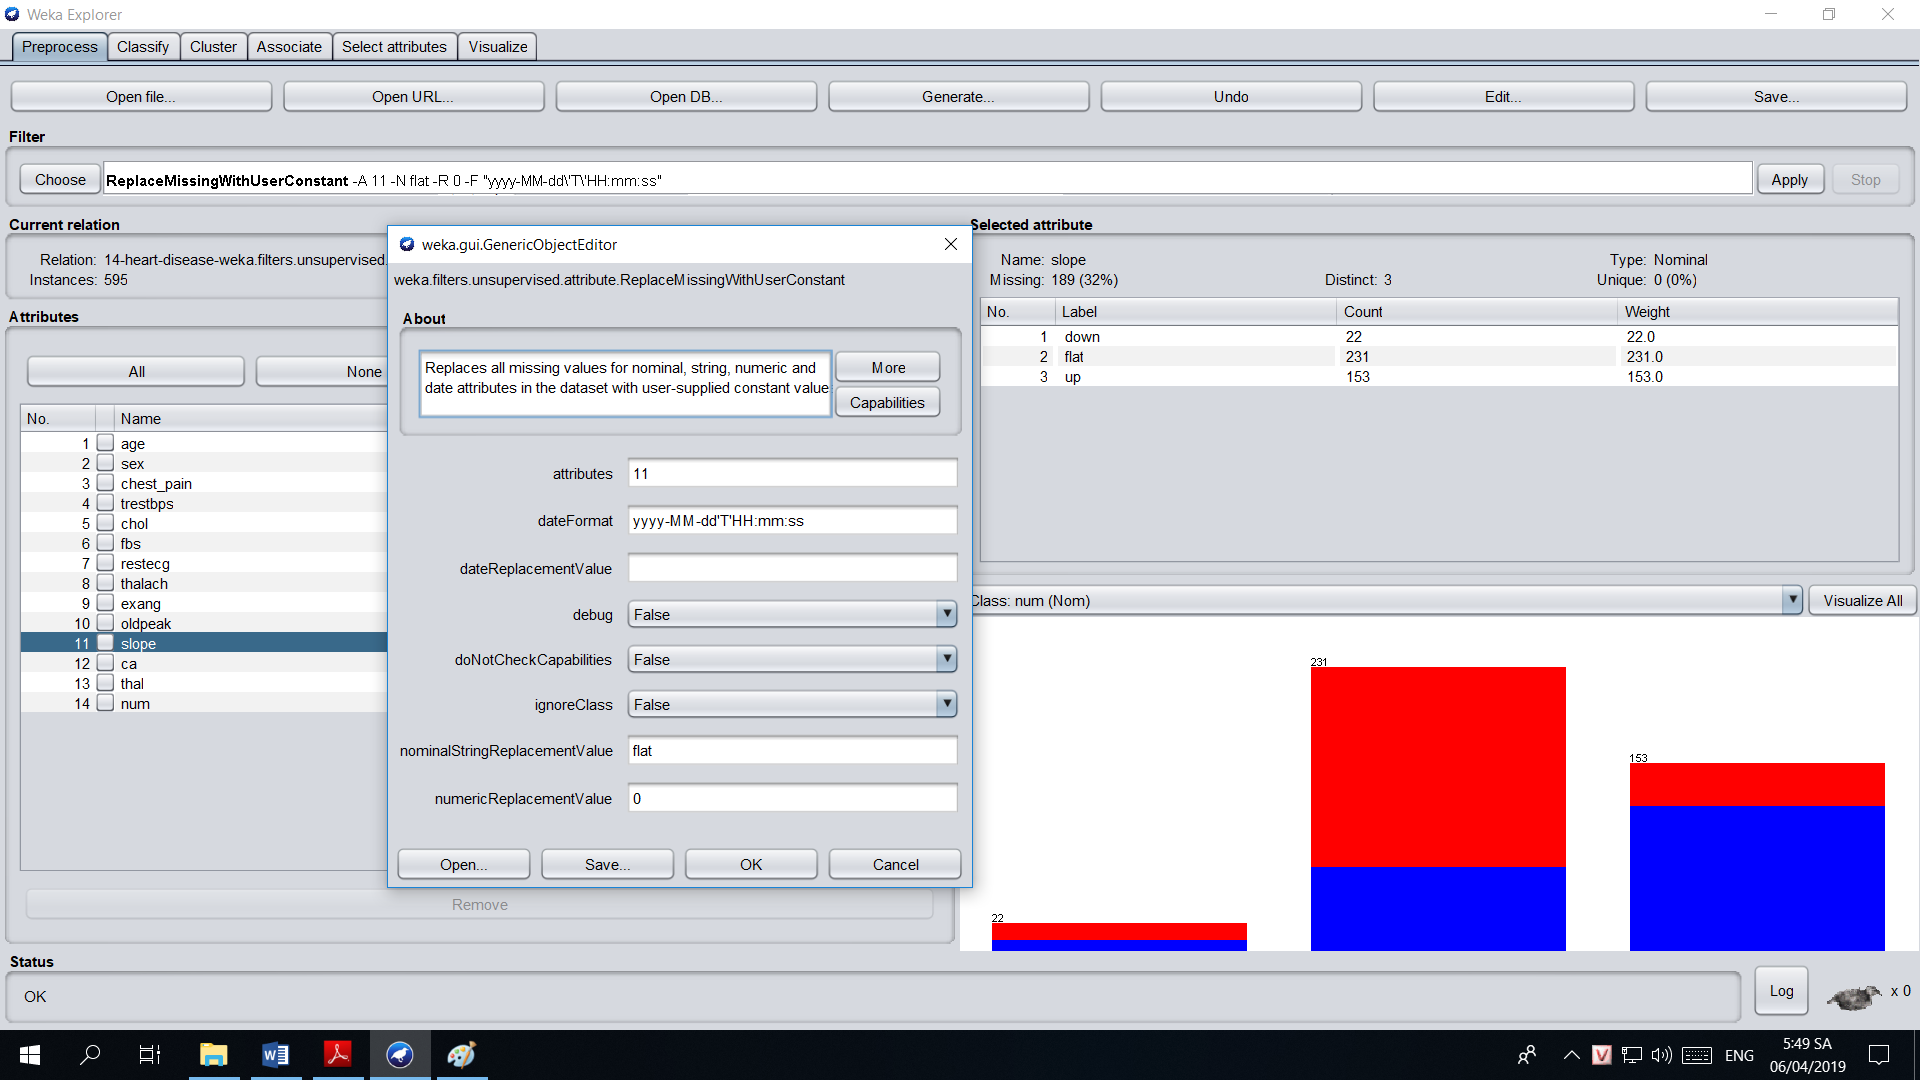 Weka Explorer
Preprocess Classify Cluster Associate Select attributes Visualize
Open file... Open URL... Open DB... Generate... Undo Edit... Save...
Filter
Choose ReplaceMissingWithUserConstant -A 11 -N flat -R 0 -F "yyyy-MM-dd\'T\'HH:mm:ss" Apply Stop
Current relation
Relation: 14-heart-disease-weka.filters.unsupervised.
Instances: 595
Attributes
All None
No. Name
1 age
2 sex
3 chest_pain
4 trestbps
5 chol
6 fbs
7 restecg
8 thalach
9 exang
10 oldpeak
11 slope
12 ca
13 thal
14 num
Remove
weka.gui.GenericObjectEditor
weka.filters.unsupervised.attribute.ReplaceMissingWithUserConstant
About
Replaces all missing values for nominal, string, numeric and
date attributes in the dataset with user-supplied constant value
More
Capabilities
attributes 11
dateFormat yyyy-MM-dd'T'HH:mm:ss
dateReplacementValue
debug False
doNotCheckCapabilities False
ignoreClass False
nominalStringReplacementValue flat
numericReplacementValue 0
Open... Save... OK Cancel
Selected attribute
Name: slope Type: Nominal
Missing: 189 (32%) Distinct: 3 Unique: 0 (0%)
No. Label Count Weight
1 down 22 22.0
2 flat 231 231.0
3 up 153 153.0
Class: num (Nom) Visualize All
231
153
22
Status
OK
Log x 0
ENG
5:49 SA
06/04/2019